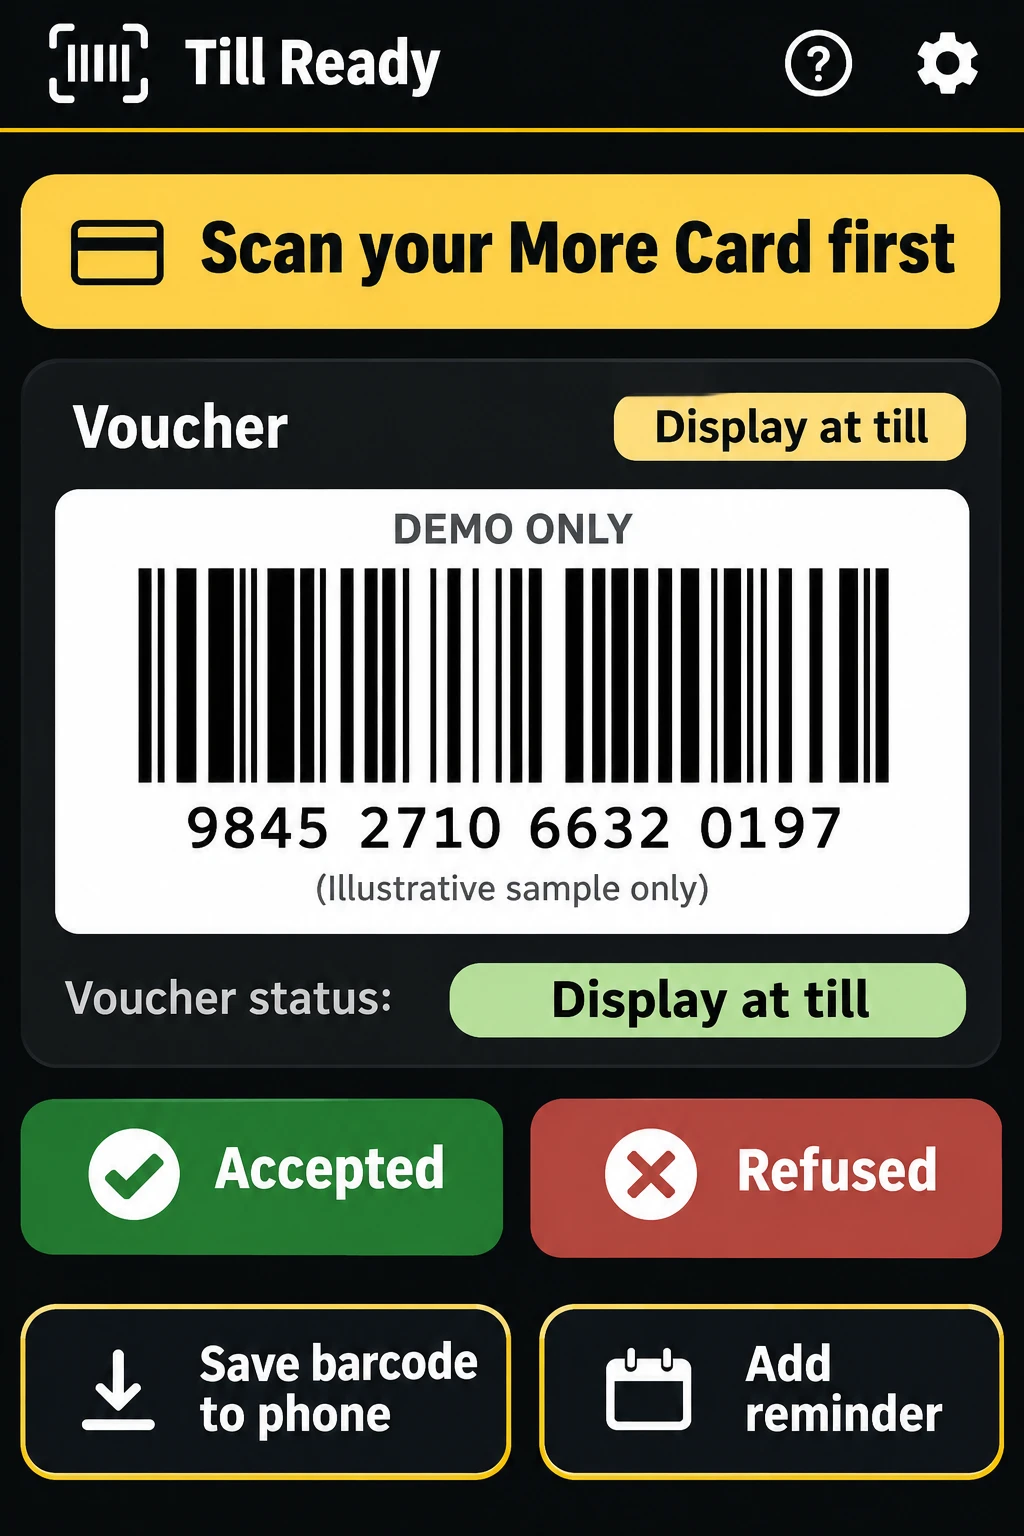 Till Ready
?
Scan your More Card first
Voucher
Display at till
DEMO ONLY
9845 2710 6632 0197
(Illustrative sample only)
Voucher status:
Display at till
Accepted
Refused
Save barcode
to phone
Add
reminder